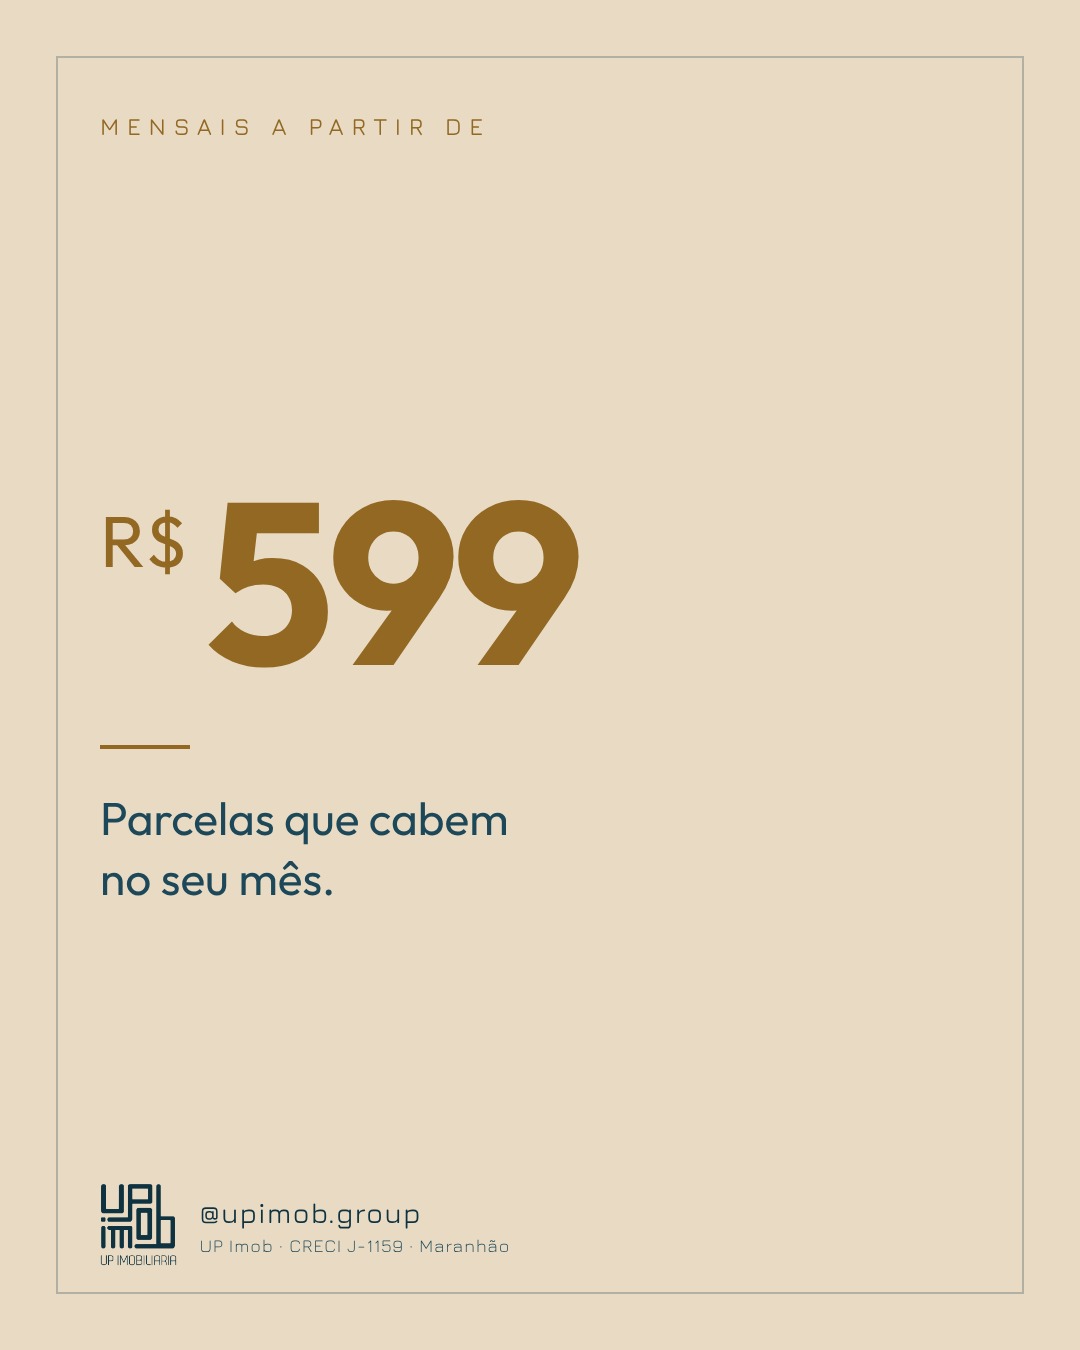 MENSAIS A PARTIR DE
R$ 599
Parcelas que cabem
no seu mês.
UP imob
UP IMOBILIARIA
@upimob.group
UP Imob · CRECI J-1159 · Maranhão